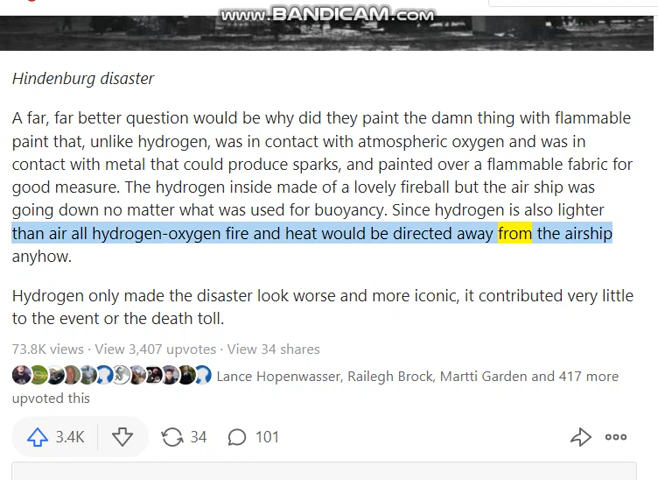 www.BANDICAM.com
Hindenburg disaster
A far, far better question would be why did they paint the damn thing with flammable
paint that, unlike hydrogen, was in contact with atmospheric oxygen and was in
contact with metal that could produce sparks, and painted over a flammable fabric for
good measure. The hydrogen inside made of a lovely fireball but the air ship was
going down no matter what was used for buoyancy. Since hydrogen is also lighter
than air all hydrogen-oxygen fire and heat would be directed away from the airship
anyhow.
Hydrogen only made the disaster look worse and more iconic, it contributed very little
to the event or the death toll.
73.8K views · View 3,407 upvotes · View 34 shares
Lance Hopenwasser, Railegh Brock, Martti Garden and 417 more
upvoted this
3.4K 34 101